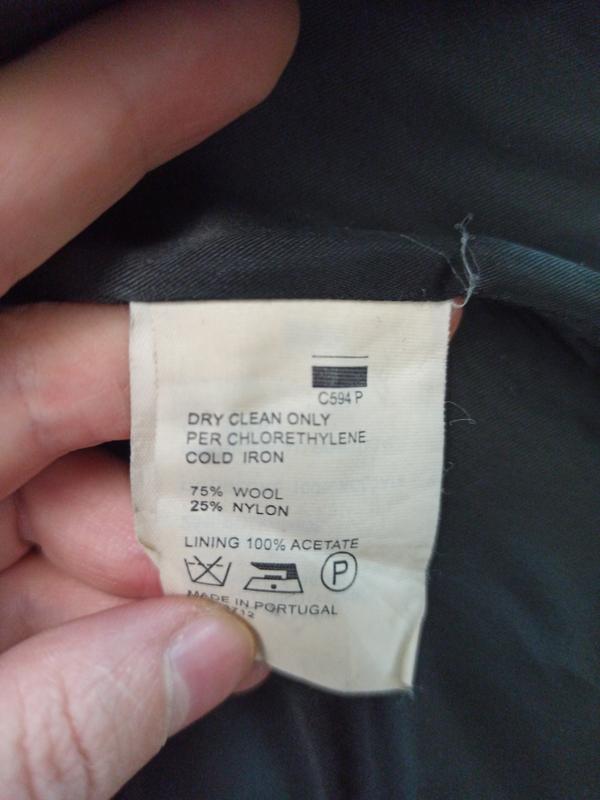 C594 P
DRY CLEAN ONLY
PER CHLORETHYLENE
COLD IRON
75% WOOL
25% NYLON
LINING 100% ACETATE
P
MADE IN PORTUGAL